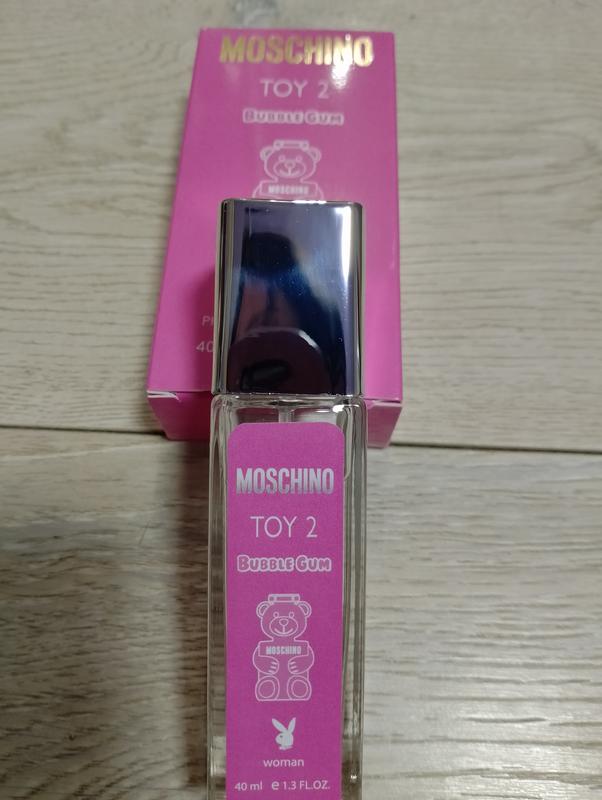 MOSCHINO
TOY 2
BUBBLE GUM
MOSCHINO
40
MOSCHINO
TOY 2
BUBBLE GUM
MOSCHINO
woman
40 ml e 1.3 FL.OZ.